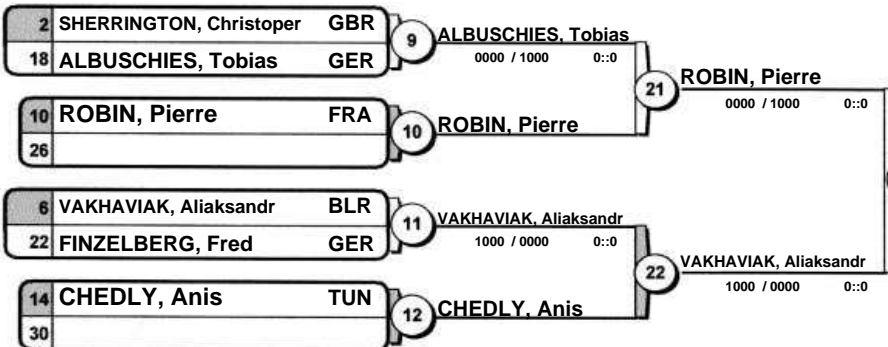 2 SHERRINGTON, Christoper GBR
18 ALBUSCHIES, Tobias GER
9
ALBUSCHIES, Tobias
0000 / 1000 0::0
10 ROBIN, Pierre FRA
26
10
ROBIN, Pierre
21
ROBIN, Pierre
0000 / 1000 0::0
6 VAKHAVIAK, Aliaksandr BLR
22 FINZELBERG, Fred GER
11
VAKHAVIAK, Aliaksandr
1000 / 0000 0::0
14 CHEDLY, Anis TUN
30
12
CHEDLY, Anis
22
VAKHAVIAK, Aliaksandr
1000 / 0000 0::0